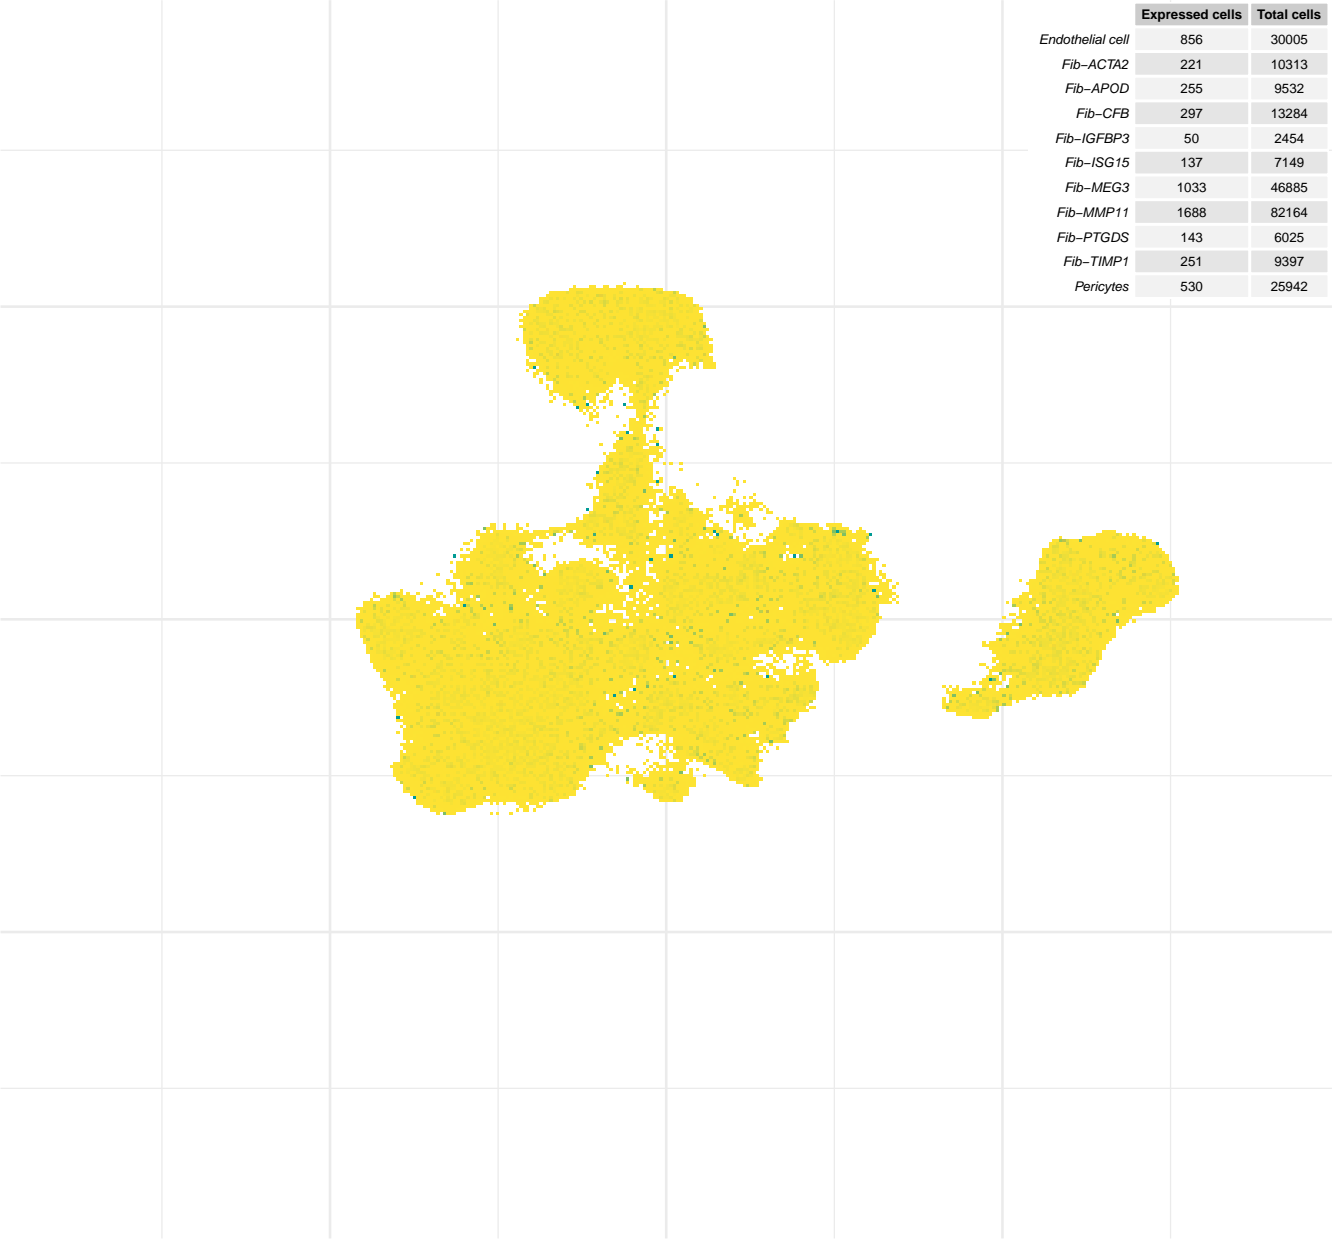 Expressed cells Total cells
Endothelial cell 856 30005
Fib−ACTA2 221 10313
Fib−APOD 255 9532
Fib−CFB 297 13284
Fib−IGFBP3 50 2454
Fib−ISG15 137 7149
Fib−MEG3 1033 46885
Fib−MMP11 1688 82164
Fib−PTGDS 143 6025
Fib−TIMP1 251 9397
Pericytes 530 25942